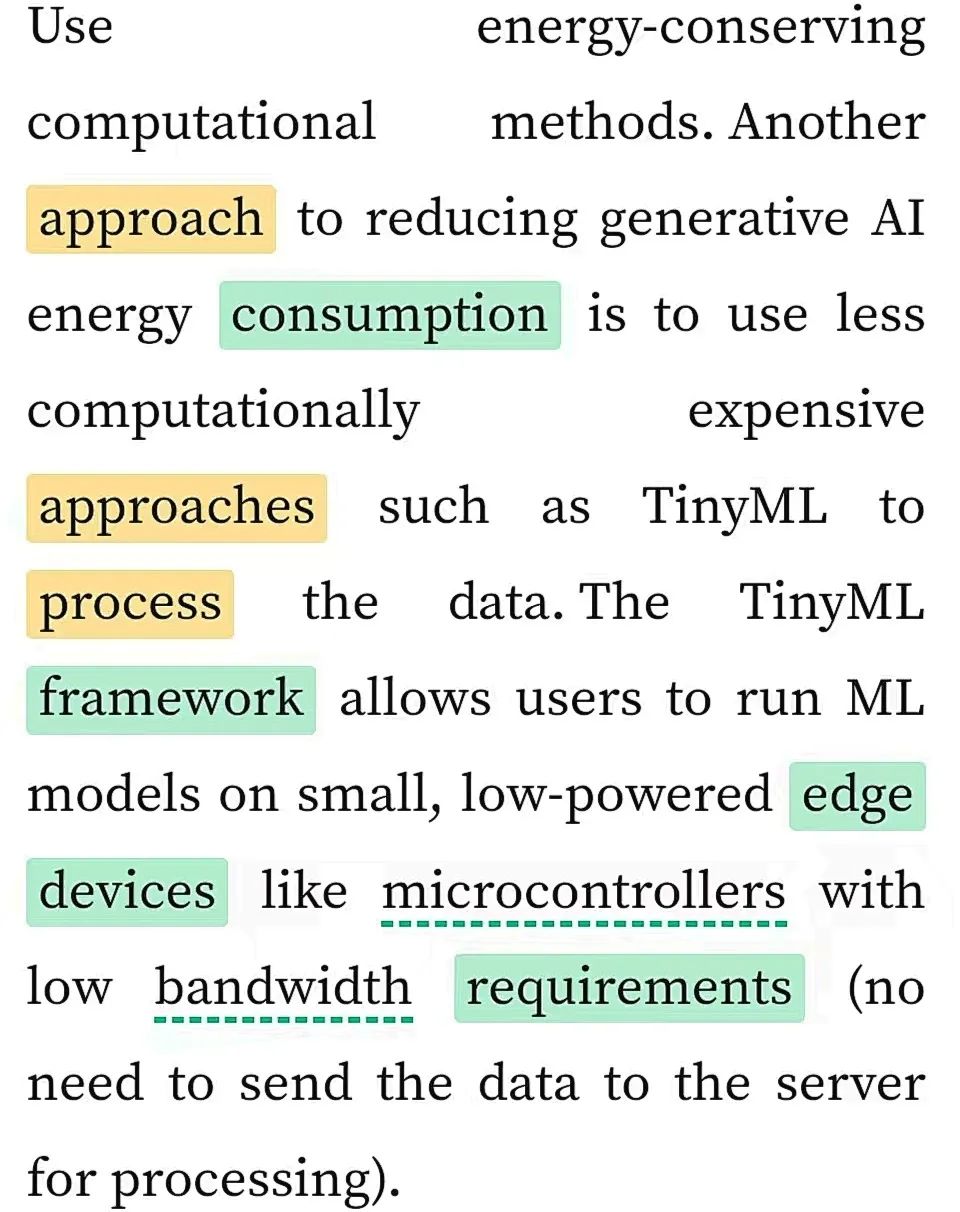 Use energy-conserving
computational methods. Another
approach to reducing generative AI
energy consumption is to use less
computationally expensive
approaches such as TinyML to
process the data. The TinyML
framework allows users to run ML
models on small, low-powered edge
devices like microcontrollers with
low bandwidth requirements (no
need to send the data to the server
for processing).